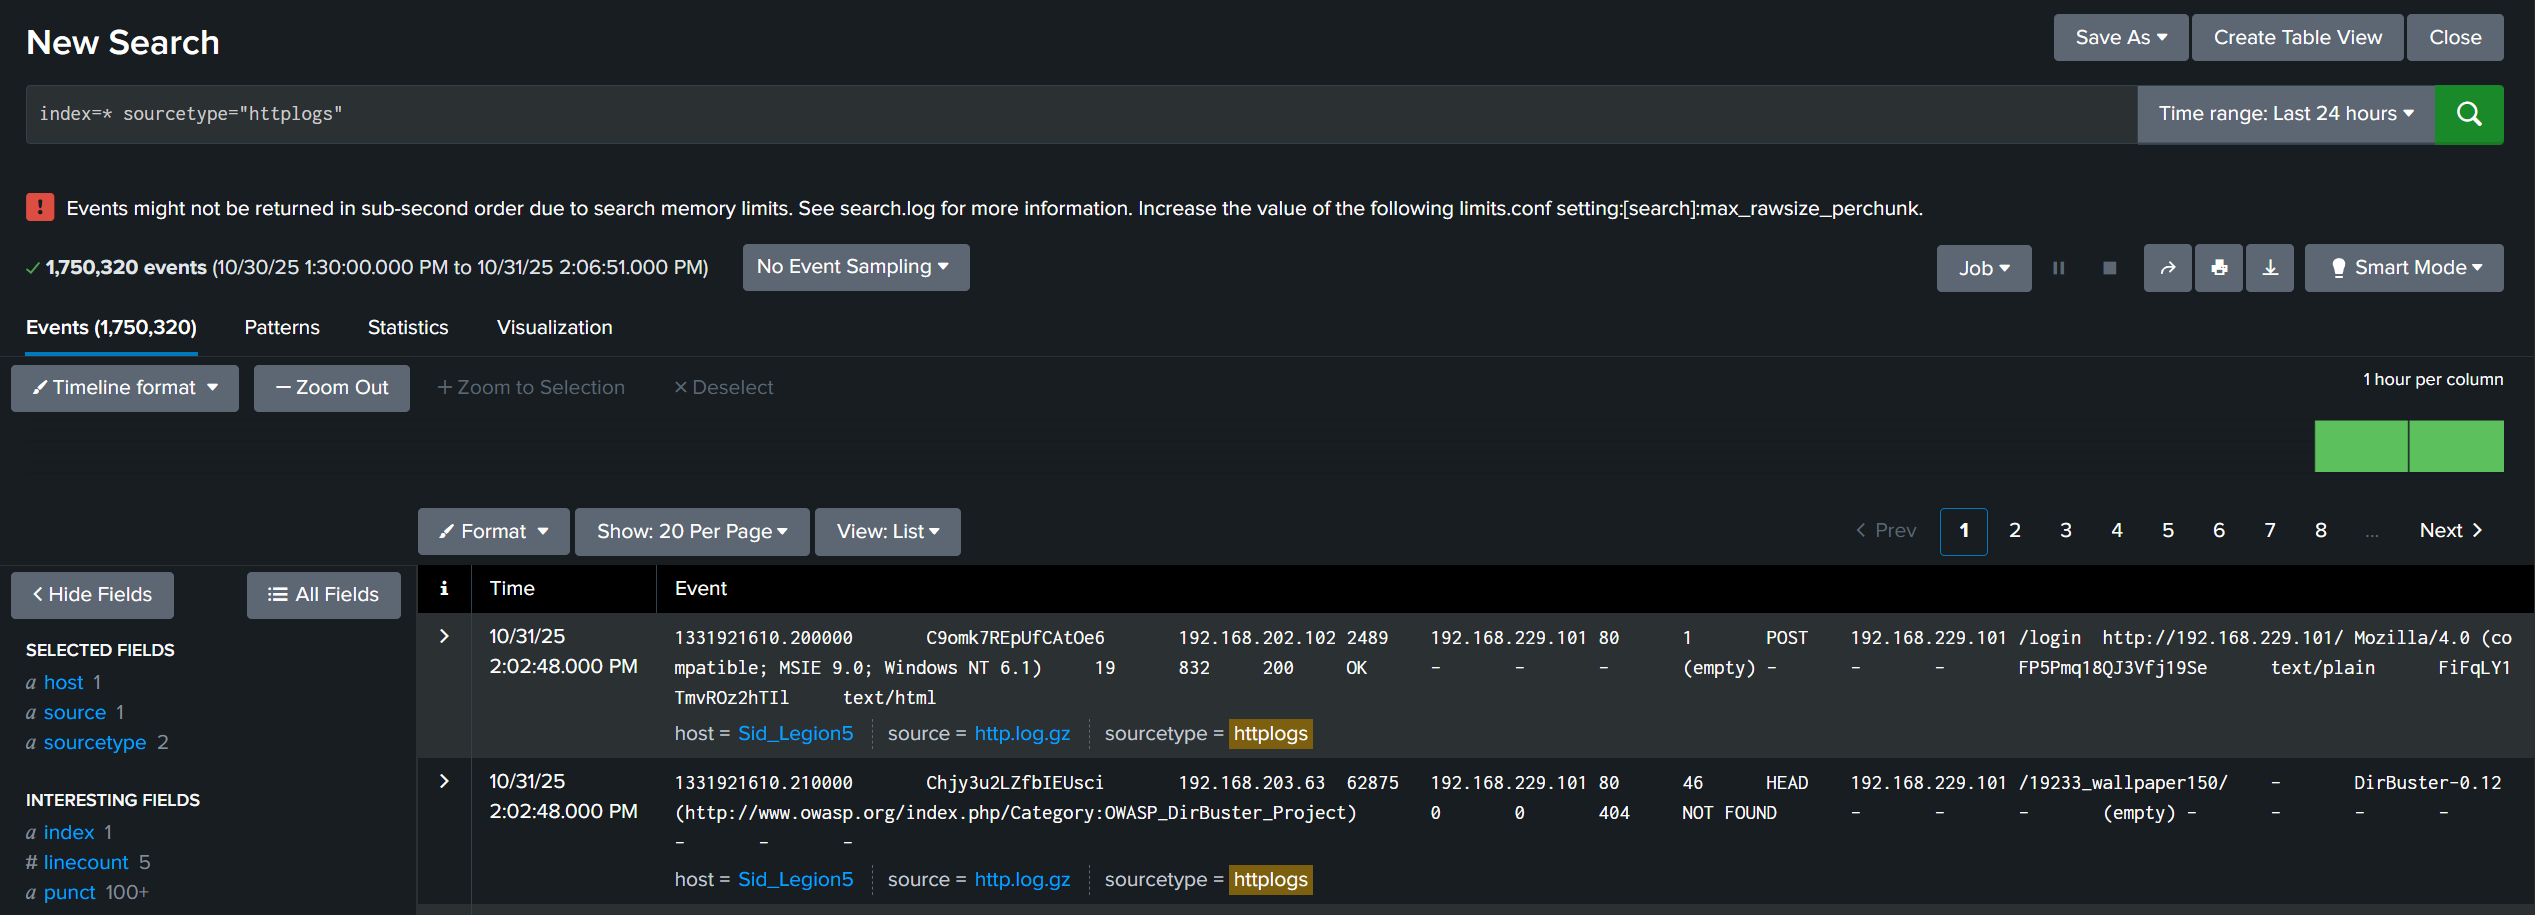 New Search
Save As
Create Table View
Close
index=* sourcetype="httplogs"
Time range: Last 24 hours
! Events might not be returned in sub-second order due to search memory limits. See search.log for more information. Increase the value of the following limits.conf setting:[search]:max_rawsize_perchunk.
✓ 1,750,320 events (10/30/25 1:30:00.000 PM to 10/31/25 2:06:51.000 PM)
No Event Sampling
Job
Smart Mode
Events (1,750,320)
Patterns
Statistics
Visualization
Timeline format
— Zoom Out
+ Zoom to Selection
× Deselect
1 hour per column
Format
Show: 20 Per Page
View: List
< Prev 1 2 3 4 5 6 7 8 ... Next >
< Hide Fields
All Fields
SELECTED FIELDS
a host 1
a source 1
a sourcetype 2
INTERESTING FIELDS
a index 1
# linecount 5
a punct 100+
i Time Event
> 10/31/25
2:02:48.000 PM
1331921610.200000 C9omk7REpUfCAtOe6 192.168.202.102 2489 192.168.229.101 80 1 POST 192.168.229.101 /login http://192.168.229.101/ Mozilla/4.0 (co
mpatible; MSIE 9.0; Windows NT 6.1) 19 832 200 OK - - - (empty) - - - FP5Pmq18QJ3Vfj19Se text/plain FiFqLY1
TmvROz2hTIl text/html
host = Sid_Legion5 source = http.log.gz sourcetype = httplogs
> 10/31/25
2:02:48.000 PM
1331921610.210000 Chjy3u2LZfbIEUsci 192.168.203.63 62875 192.168.229.101 80 46 HEAD 192.168.229.101 /19233_wallpaper150/ - DirBuster-0.12
(http://www.owasp.org/index.php/Category:OWASP_DirBuster_Project) 0 0 404 NOT FOUND - - - (empty) - - - -
- - -
host = Sid_Legion5 source = http.log.gz sourcetype = httplogs